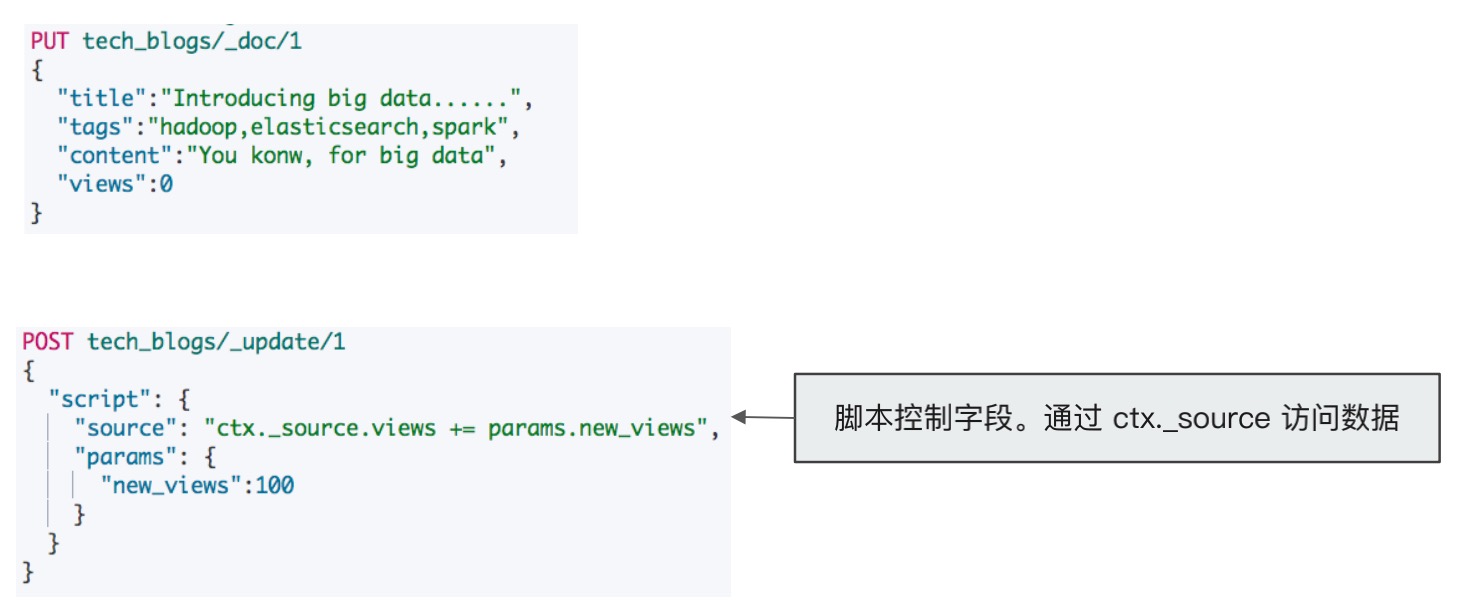 PUT tech_blogs/_doc/1
{
  "title":"Introducing big data......",
  "tags":"hadoop,elasticsearch,spark",
  "content":"You konw, for big data",
  "views":0
}
POST tech_blogs/_update/1
{
  "script": {
    "source": "ctx._source.views += params.new_views",
    "params": {
      "new_views":100
    }
  }
}
脚本控制字段。通过 ctx._source 访问数据